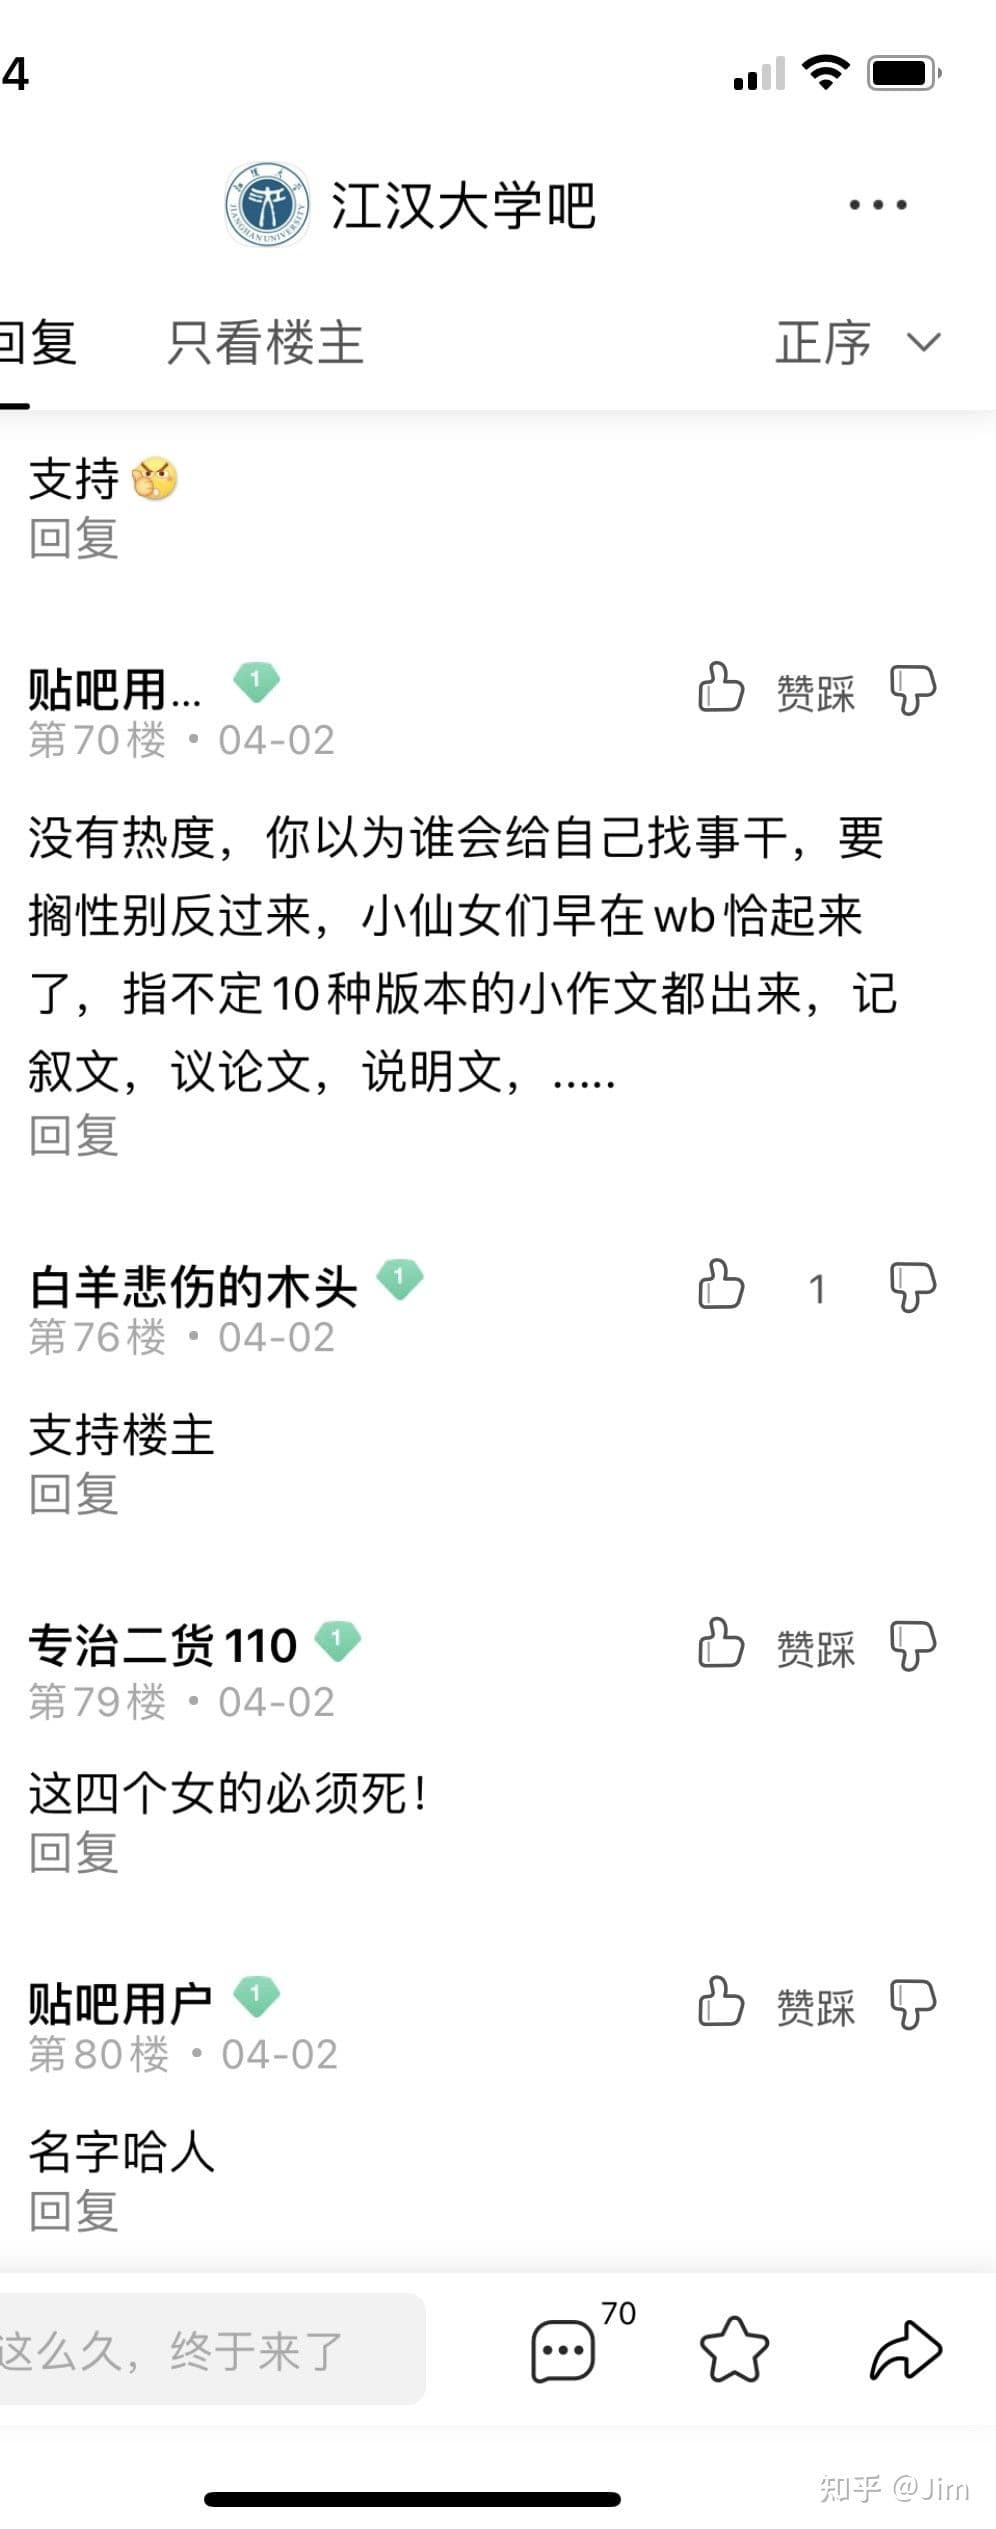 4
江汉大学吧
回复 只看楼主 正序
支持
回复
贴吧用... 1 赞踩
第70楼 · 04-02
没有热度，你以为谁会给自己找事干，要
搁性别反过来，小仙女们早在wb恰起来
了，指不定10种版本的小作文都出来，记
叙文，议论文，说明文，.....
回复
白羊悲伤的木头 1 1
第76楼 · 04-02
支持楼主
回复
专治二货110 1 赞踩
第79楼 · 04-02
这四个女的必须死！
回复
贴吧用户 1 赞踩
第80楼 · 04-02
名字哈人
回复
这么久，终于来了 70
知乎 @Jim